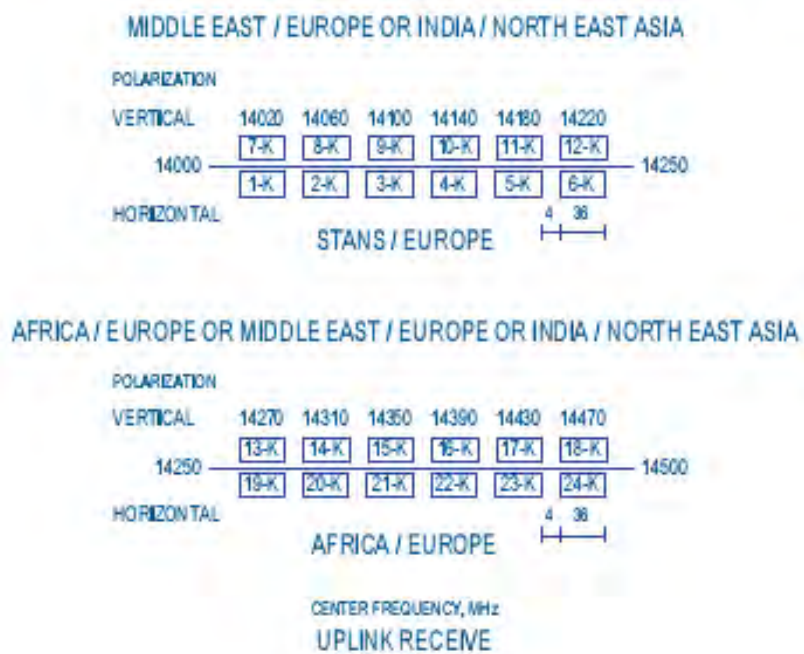 MIDDLE EAST / EUROPE OR INDIA / NORTH EAST ASIA
POLARIZATION
VERTICAL 14020 14060 14100 14140 14180 14220
7-K 8-K 9-K 10-K 11-K 12-K
14000 14250
1-K 2-K 3-K 4-K 5-K 6-K
HORIZONTAL 4 36
STANS / EUROPE
AFRICA / EUROPE OR MIDDLE EAST / EUROPE OR INDIA / NORTH EAST ASIA
POLARIZATION
VERTICAL 14270 14310 14350 14390 14430 14470
13-K 14-K 15-K 16-K 17-K 18-K
14250 14500
19-K 20-K 21-K 22-K 23-K 24-K
HORIZONTAL 4 36
AFRICA / EUROPE
CENTER FREQUENCY, MHz
UPLINK RECEIVE